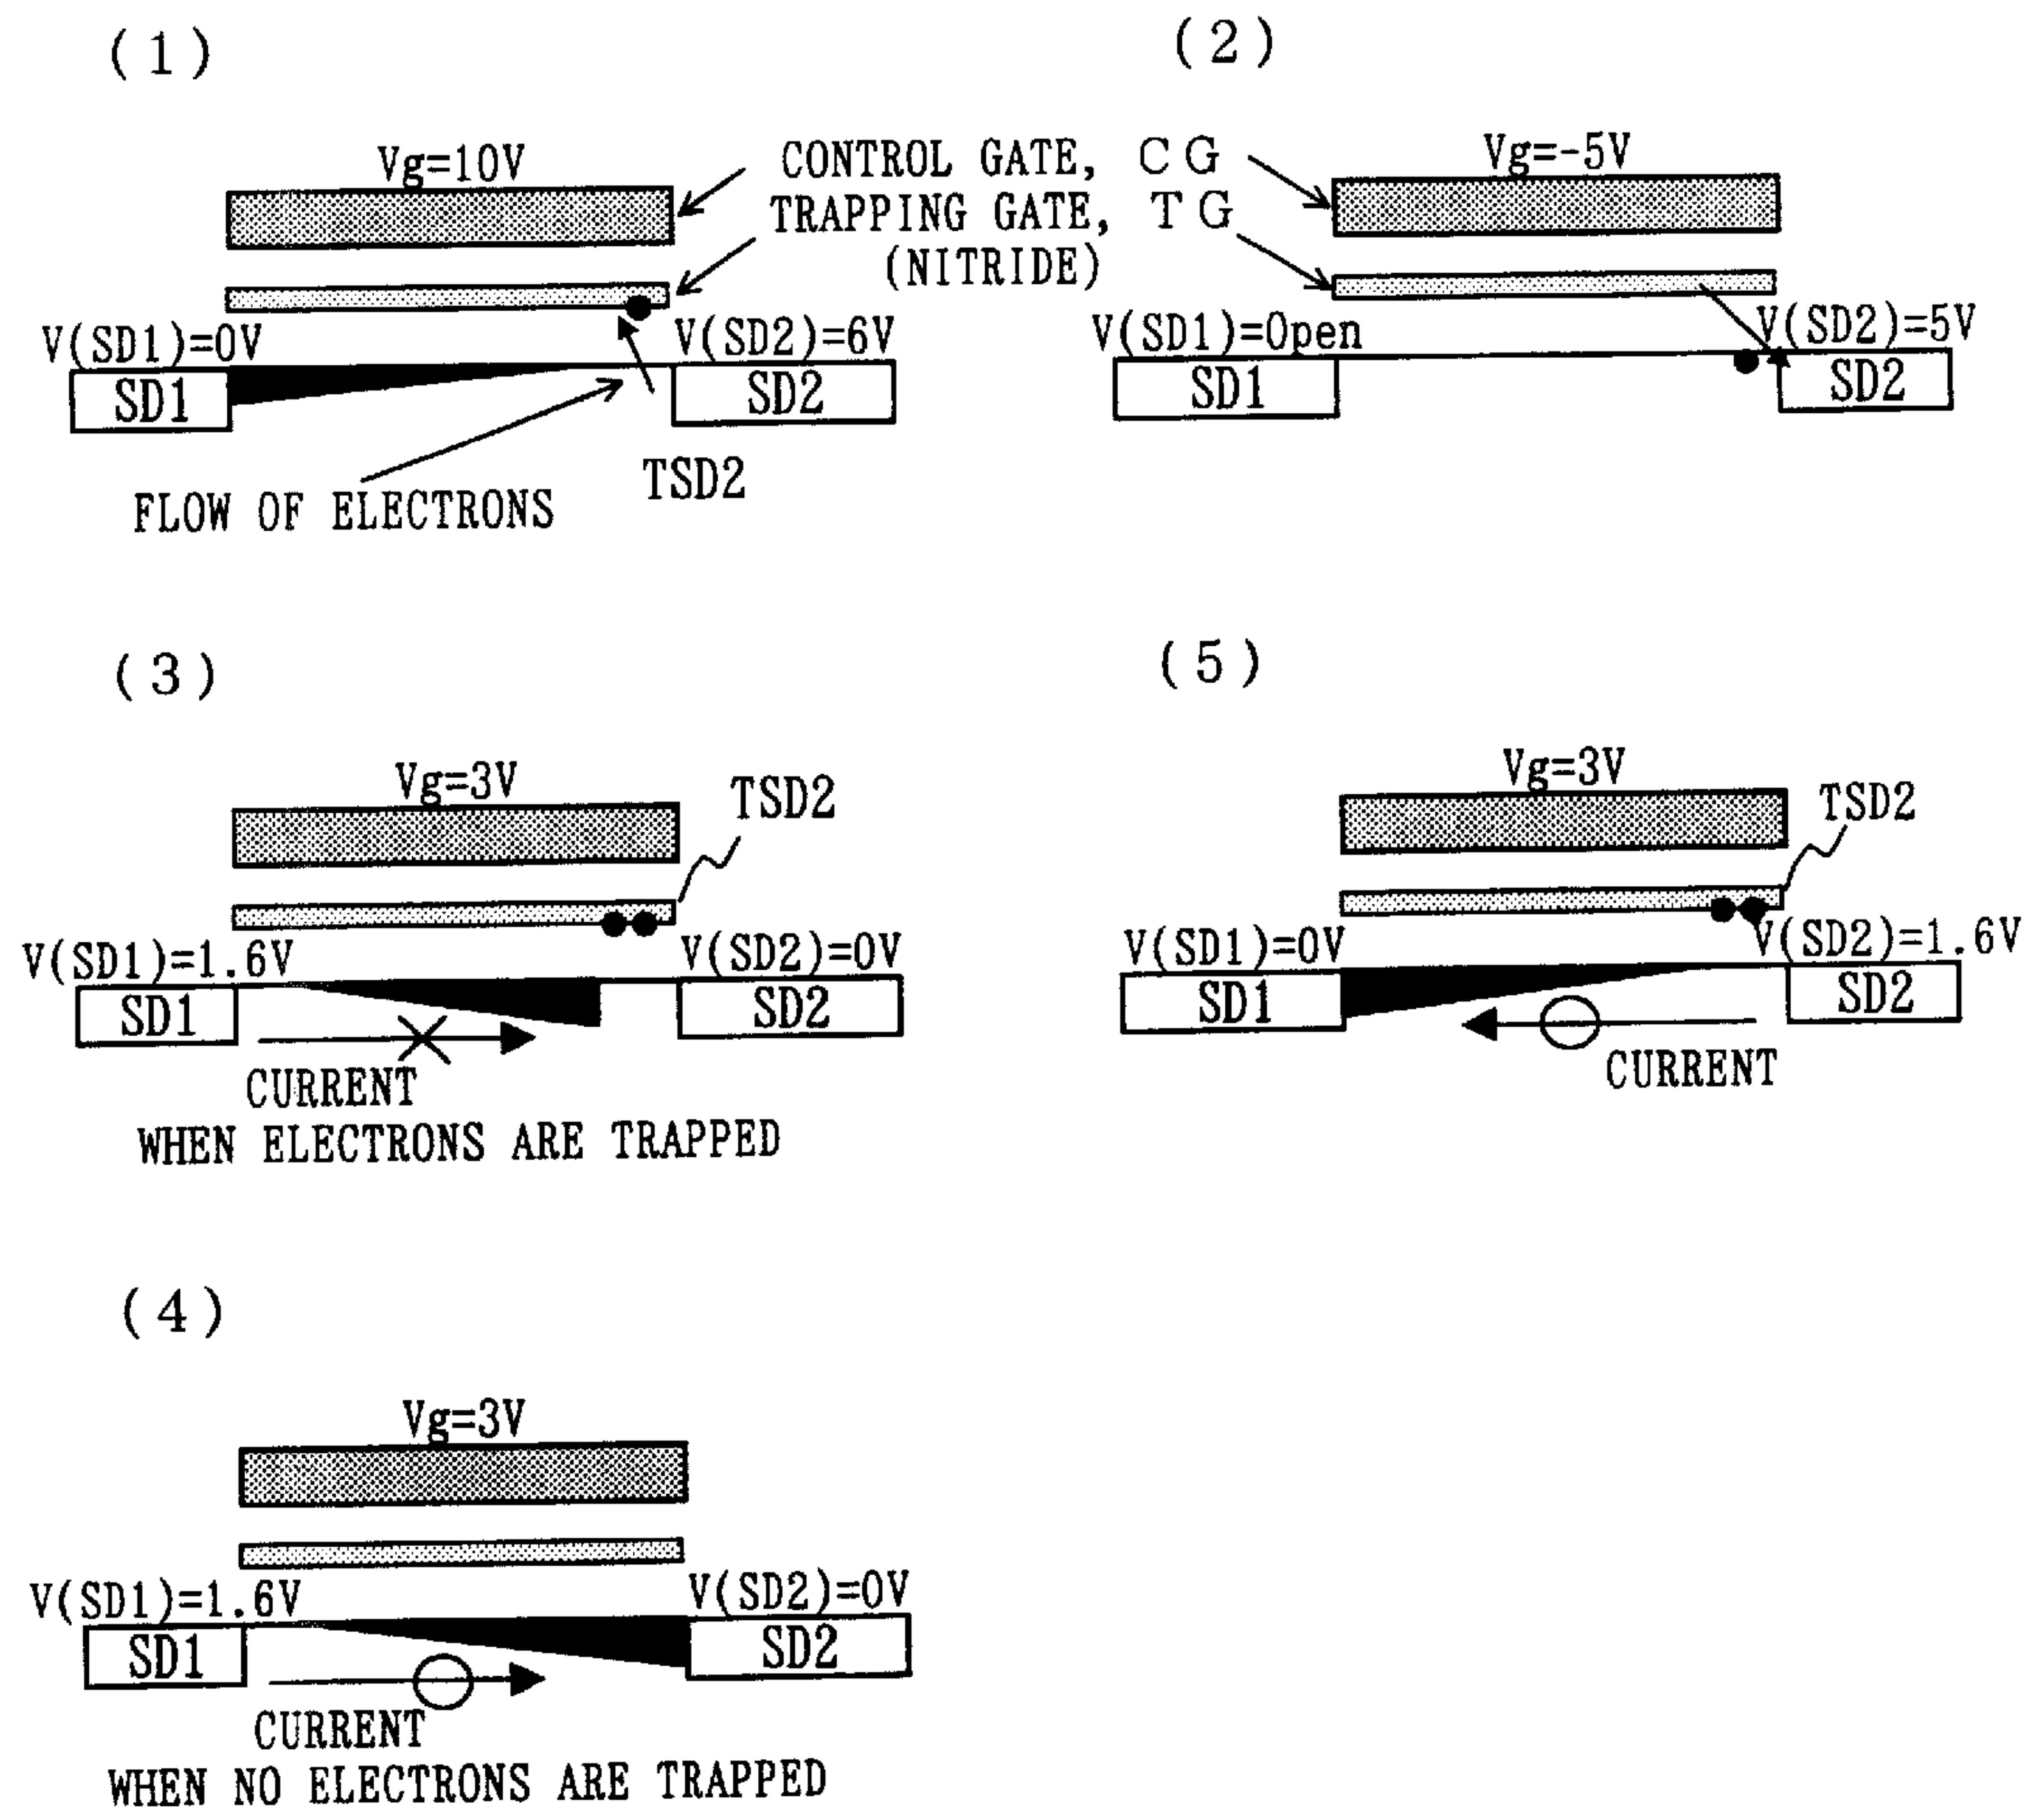 (1)
Vg=10V
CONTROL GATE, CG
TRAPPING GATE, TG
(NITRIDE)
V(SD1)=0V
V(SD2)=6V
SD1
SD2
FLOW OF ELECTRONS
TSD2
(2)
Vg=-5V
V(SD1)=Open
V(SD2)=5V
SD1
SD2
(3)
Vg=3V
TSD2
V(SD1)=1.6V
V(SD2)=0V
SD1
SD2
CURRENT
WHEN ELECTRONS ARE TRAPPED
(5)
Vg=3V
TSD2
V(SD1)=0V
V(SD2)=1.6V
SD1
SD2
CURRENT
(4)
Vg=3V
V(SD1)=1.6V
V(SD2)=0V
SD1
SD2
CURRENT
WHEN NO ELECTRONS ARE TRAPPED